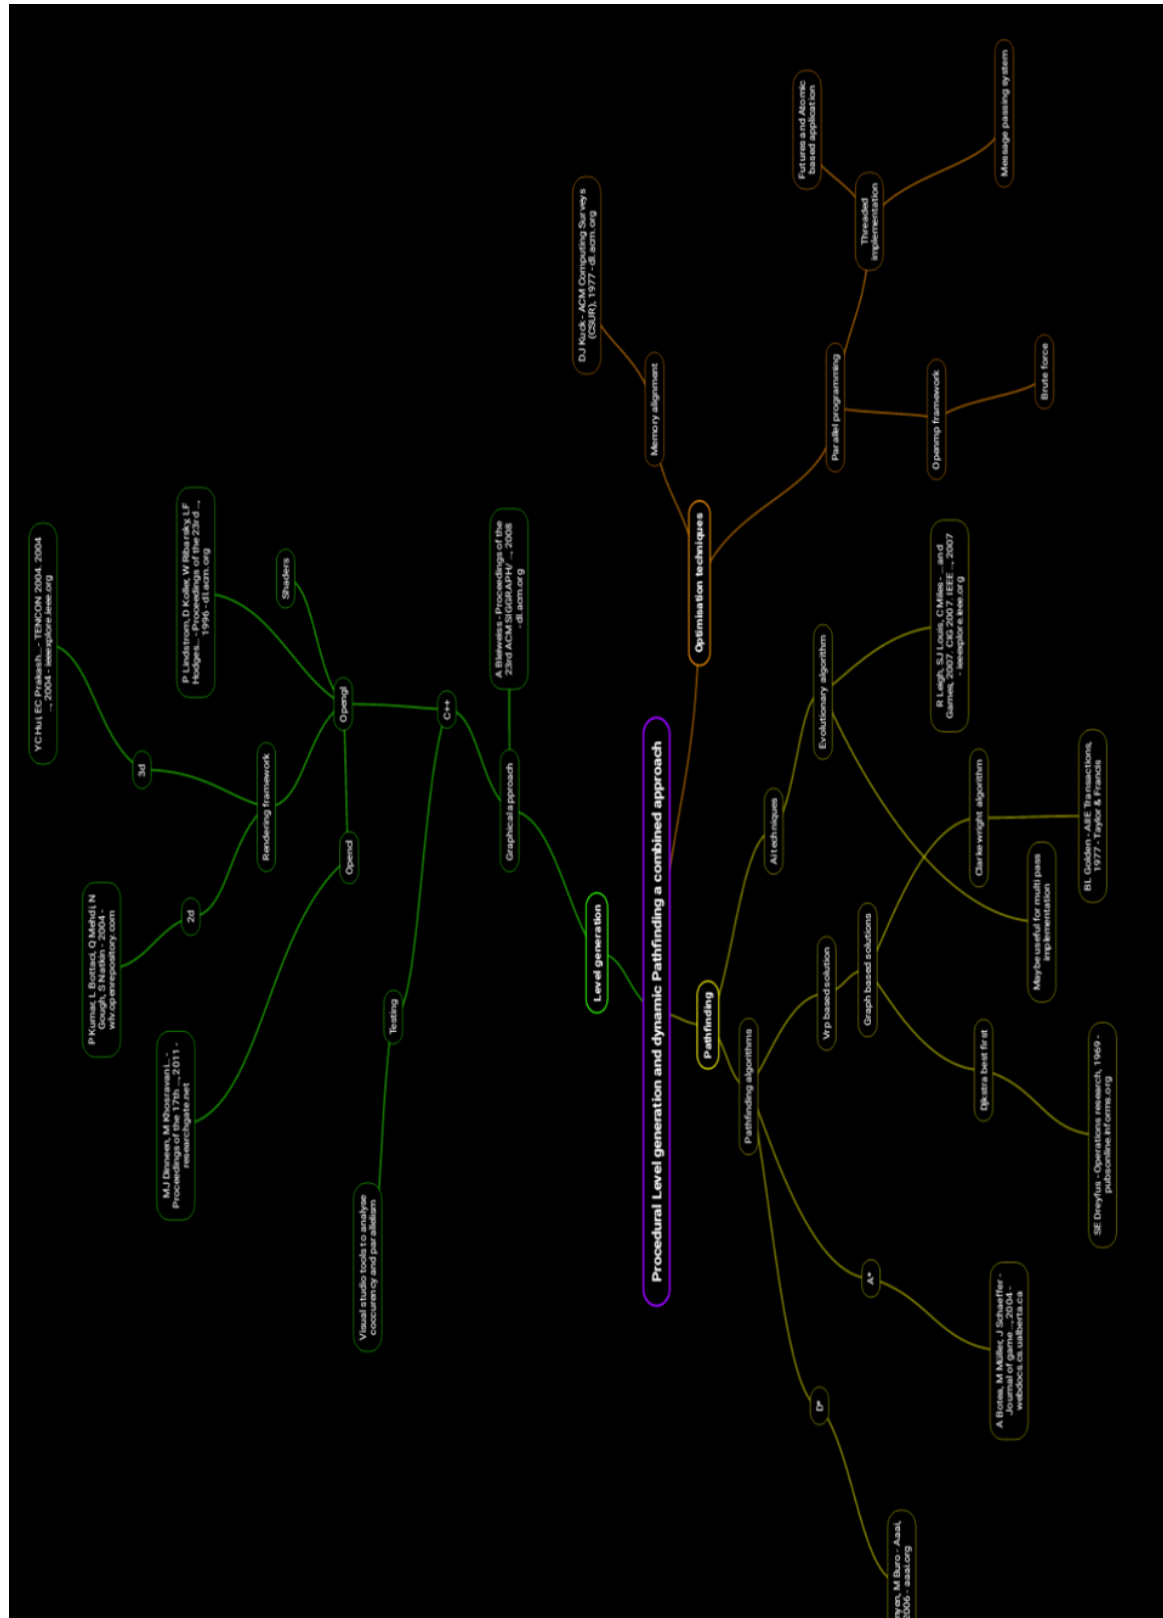 Procedural Level generation and dynamic Pathfinding a combined approach
Level generation
Graphical approach
A Bleiweiss - Proceedings of the
23rd ACM SIGGRAPH/ ..., 2008
- dl.acm.org
C++
Opengl
Shaders
P Lindstrom, D Koller, W Ribarsky, LF
Hodges... - Proceedings of the 23rd ...,
1996 - dl.acm.org
Rendering framework
3d
YC Hui, EC Prakash... - TENCON 2004. 2004
..., 2004 - ieeexplore.ieee.org
2d
P Kumar, L Bottaci, Q Mehdi, N
Gough, S Natkin - 2004 -
wlv.openrepository.com
Opencl
MJ Dinneen, M Khosravani... -
Proceedings of the 17th ..., 2011 -
researchgate.net
Testing
Visual studio tools to analyse
coccurency and paralldism
Optimisation techniques
Memory alignment
DJ Kuck - ACM Computing Surveys
(CSUR), 1977 - dl.acm.org
Parallel programming
Threaded
implementation
Futures and Atomic
based application
Message passing system
Openmp framework
Brute force
Pathfinding
Ai techniques
Evolutionary algorithm
R Leigh, SJ Louis, C Miles - ...and
Games, 2007. CIG 2007. IEEE ..., 2007
- ieeexplore.ieee.org
Maybe useful for multi pass
implementation
Pathfinding algorithms
Vrp based solution
Graph based solutions
Clarke wright algorithm
BL Golden - AIIE Transactions,
1977 - Taylor & Francis
Djkstra best first
SE Dreyfus - Operations research, 1969 -
pubsonline.informs.org
A*
A Botea, M Müller, J Schaeffer -
Journal of game ..., 2004 -
webdocs.cs.ualberta.ca
D*
M Buro - Aaai,
2006 - aaai.org